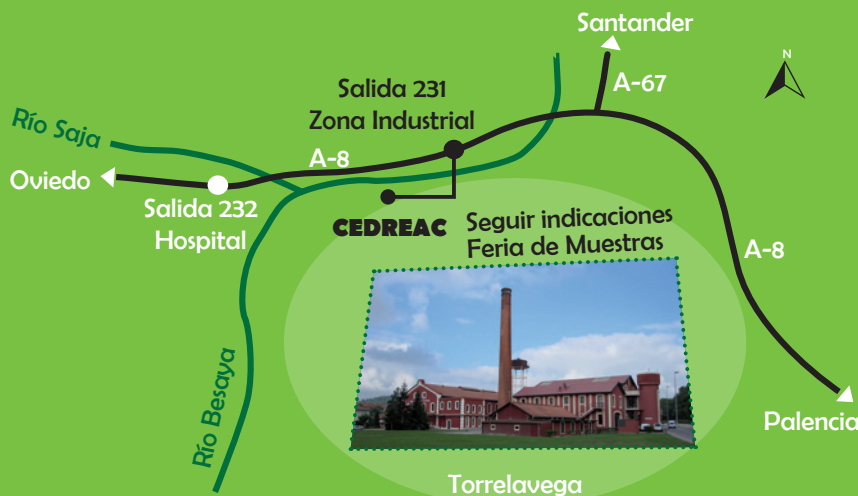 Santander
N
A-67
Salida 231
Zona Industrial
Río Saja
A-8
Oviedo
Salida 232
Hospital
CEDREAC
Seguir indicaciones
Feria de Muestras
A-8
Río Besaya
Palencia
Torrelavega